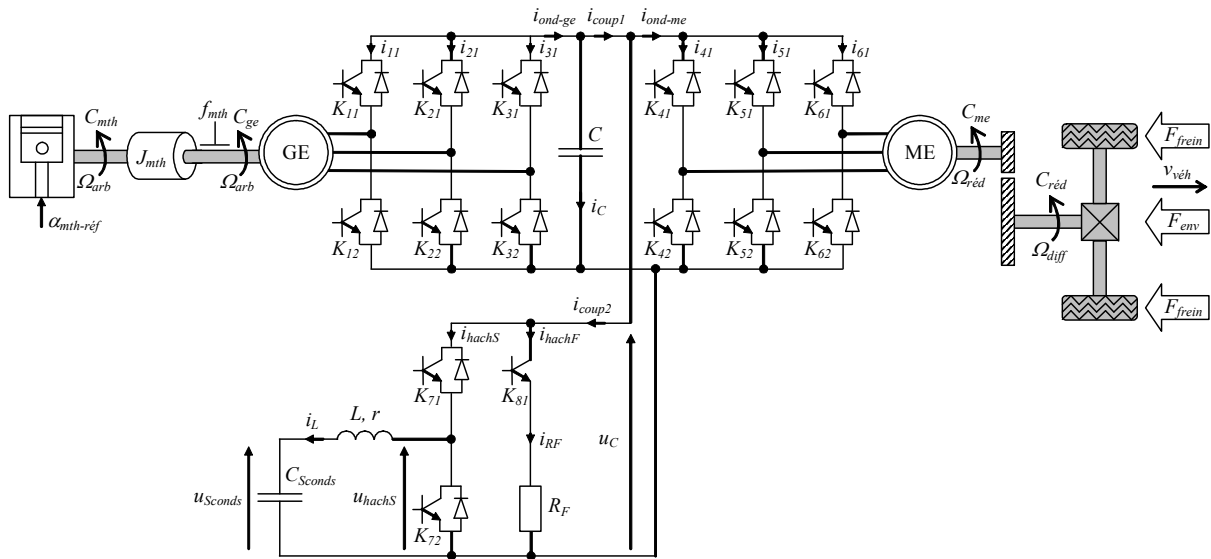 i_ond-ge i_coup1 i_ond-me
i_11 i_21 i_31 i_41 i_51 i_61
K_11 K_21 K_31 K_41 K_51 K_61
C_mth f_mth C_ge C C_me F_frein
J_mth GE ME v_véh
Ω_arb Ω_arb Ω_réd C_réd
i_C F_env
α_mth-réf K_12 K_22 K_32 K_42 K_52 K_62 Ω_diff
i_coup2 F_frein
i_hachS i_hachF
K_71 K_81
L, r
i_L i_RF u_C
u_Sconds C_Sconds u_hachS R_F
K_72